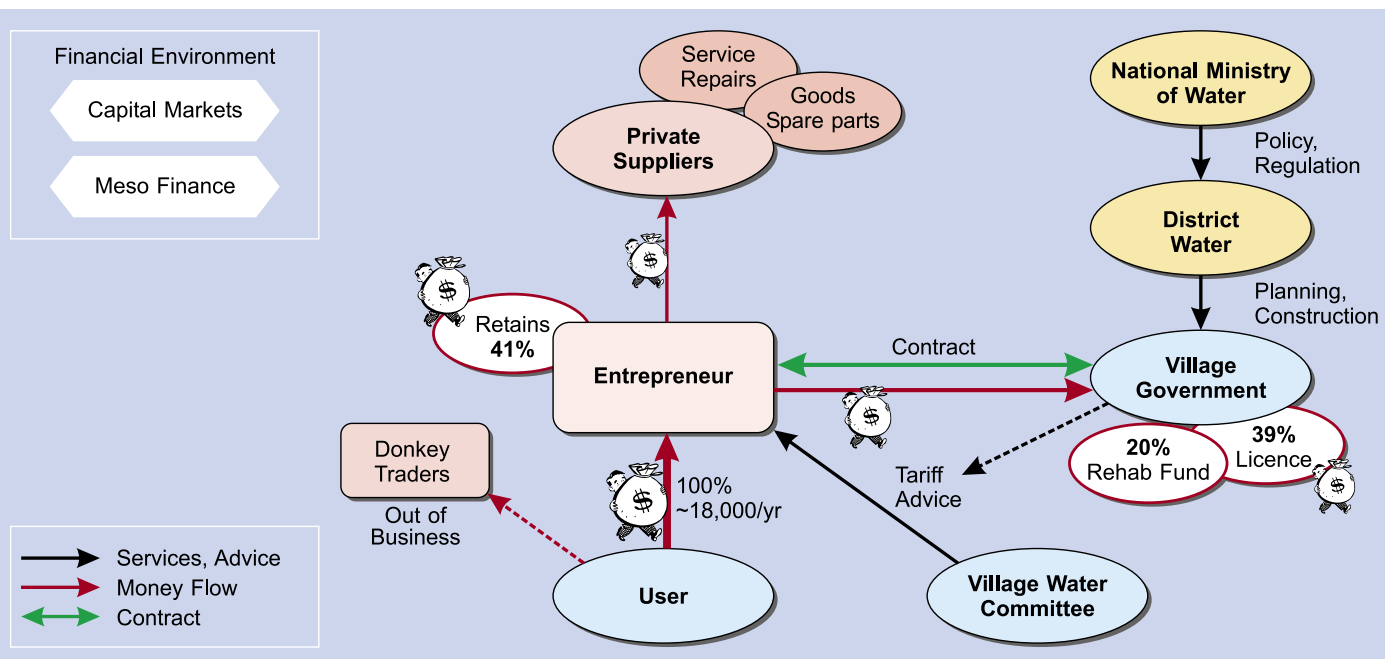 Financial Environment
Capital Markets
Meso Finance
Service
Repairs
Goods
Spare parts
Private
Suppliers
National Ministry
of Water
Policy,
Regulation
District
Water
Planning,
Construction
$
$
Retains
41%
Entrepreneur
Contract
Village
Government
$
20%
Rehab Fund
39%
Licence
$
Donkey
Traders
Out of
Business
$
100%
~18,000/yr
Tariff
Advice
User
Village Water
Committee
Services, Advice
Money Flow
Contract